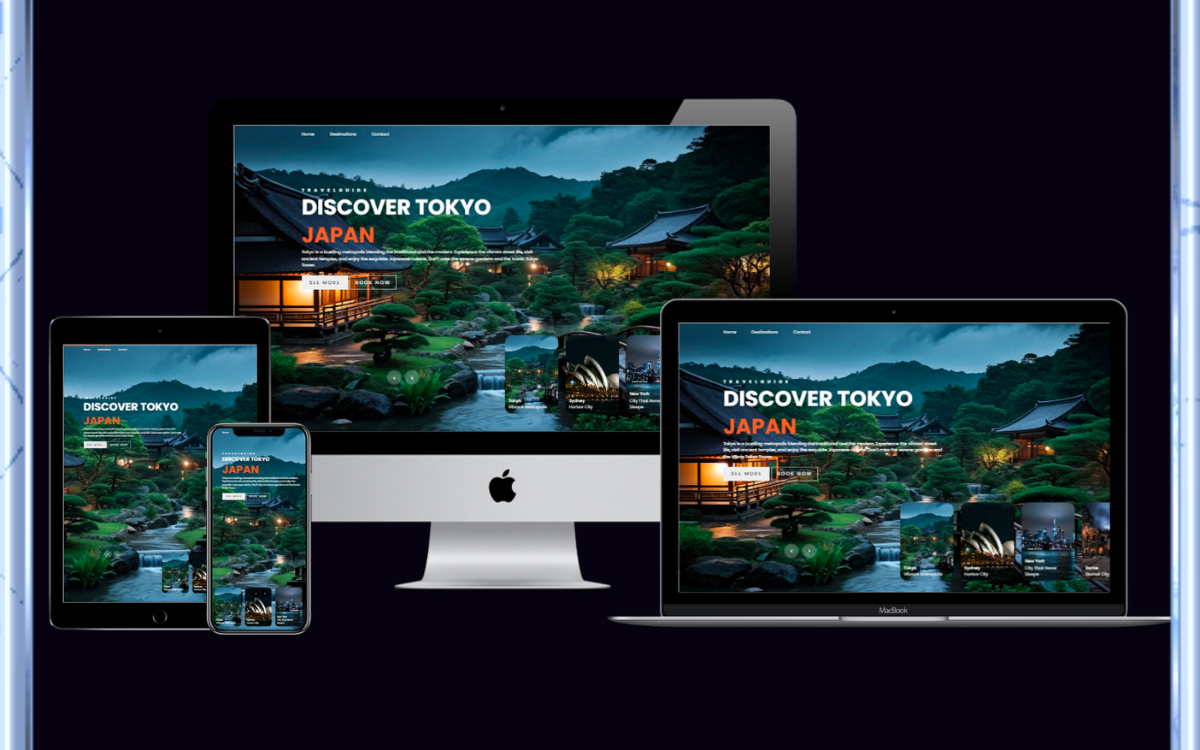 Home Destinations Contact
TRAVELGUIDE
DISCOVER TOKYO
JAPAN
Tokyo is a bustling metropolis blending the traditional and the modern. Experience the vibrant street life, visit
ancient temples, and enjoy the exquisite Japanese cuisine. Don't miss the serene gardens and the iconic Tokyo
Tower.
SEE MORE BOOK NOW
Tokyo
Vibrant Metropolis
Sydney
Harbor City
New York
City That Never
Sleeps
Home Destinations Contact
TRAVELGUIDE
DISCOVER TOKYO
JAPAN
Tokyo is a bustling metropolis blending the traditional and the modern. Experience the vibrant street
life, visit ancient temples, and enjoy the exquisite Japanese cuisine. Don't miss the serene gardens and
the iconic Tokyo Tower.
SEE MORE BOOK NOW
Tokyo
Vibrant Metropolis
Sydney
Harbor City
New York
City That Never
Sleeps
Rome
Eternal City
MacBook
Home Destinations Contact
TRAVELGUIDE
DISCOVER TOKYO
JAPAN
SEE MORE BOOK NOW
TRAVELGUIDE
DISCOVER TOKYO
JAPAN
SEE MORE BOOK NOW